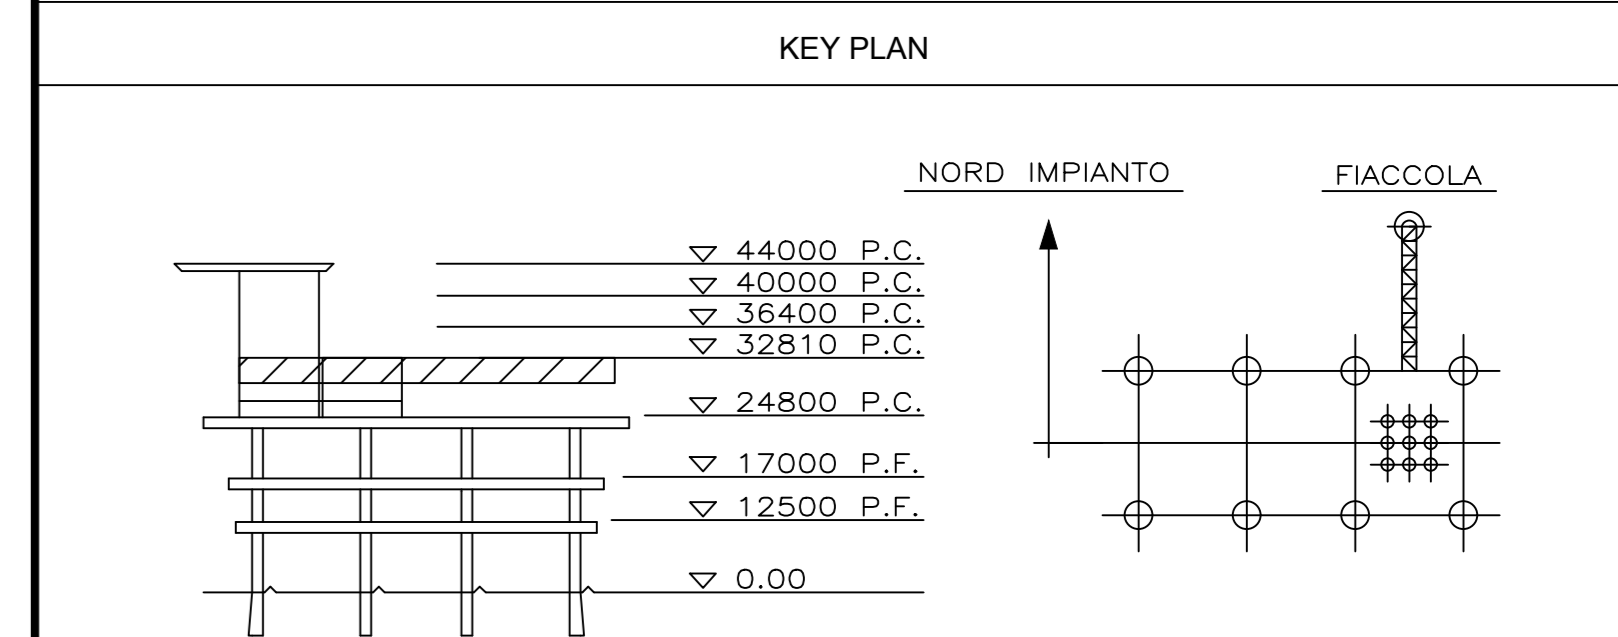 KEY PLAN
NORD IMPIANTO
FIACCOLA
44000 P.C.
40000 P.C.
36400 P.C.
32810 P.C.
24800 P.C.
17000 P.F.
12500 P.F.
0.00